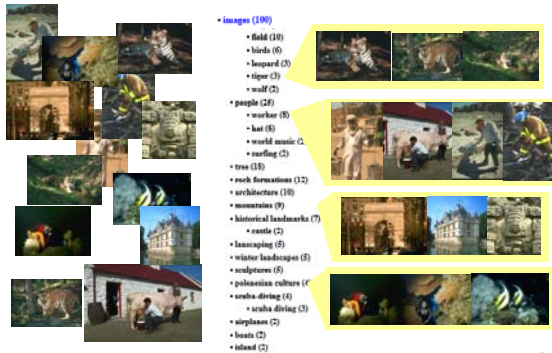 images (100)
field (10)
birds (6)
leopard (3)
tiger (3)
wolf (2)
people (25)
worker (8)
hat (6)
world music (2
surfing (2)
tree (18)
rock formations (12)
architecture (10)
mountains (9)
historical landmarks (7)
castle (2)
lanscaping (5)
winter landscapes (5)
sculptures (5)
polenesian culture (4
scuba-diving (4)
scuba diving (3)
airplanes (2)
boats (2)
island (2)